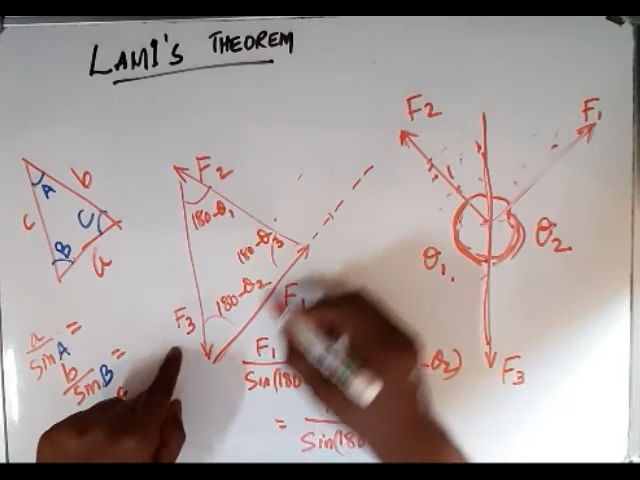 LAMI'S THEOREM
F2
F1
A
b
c
C
B
a
F2
180-θ1
180-θ3
180-θ2
F3
F1
θ1.
θ2
F3
a/sinA =
b/sinB =
F1/Sin(180
-θ2)
= Sin(180